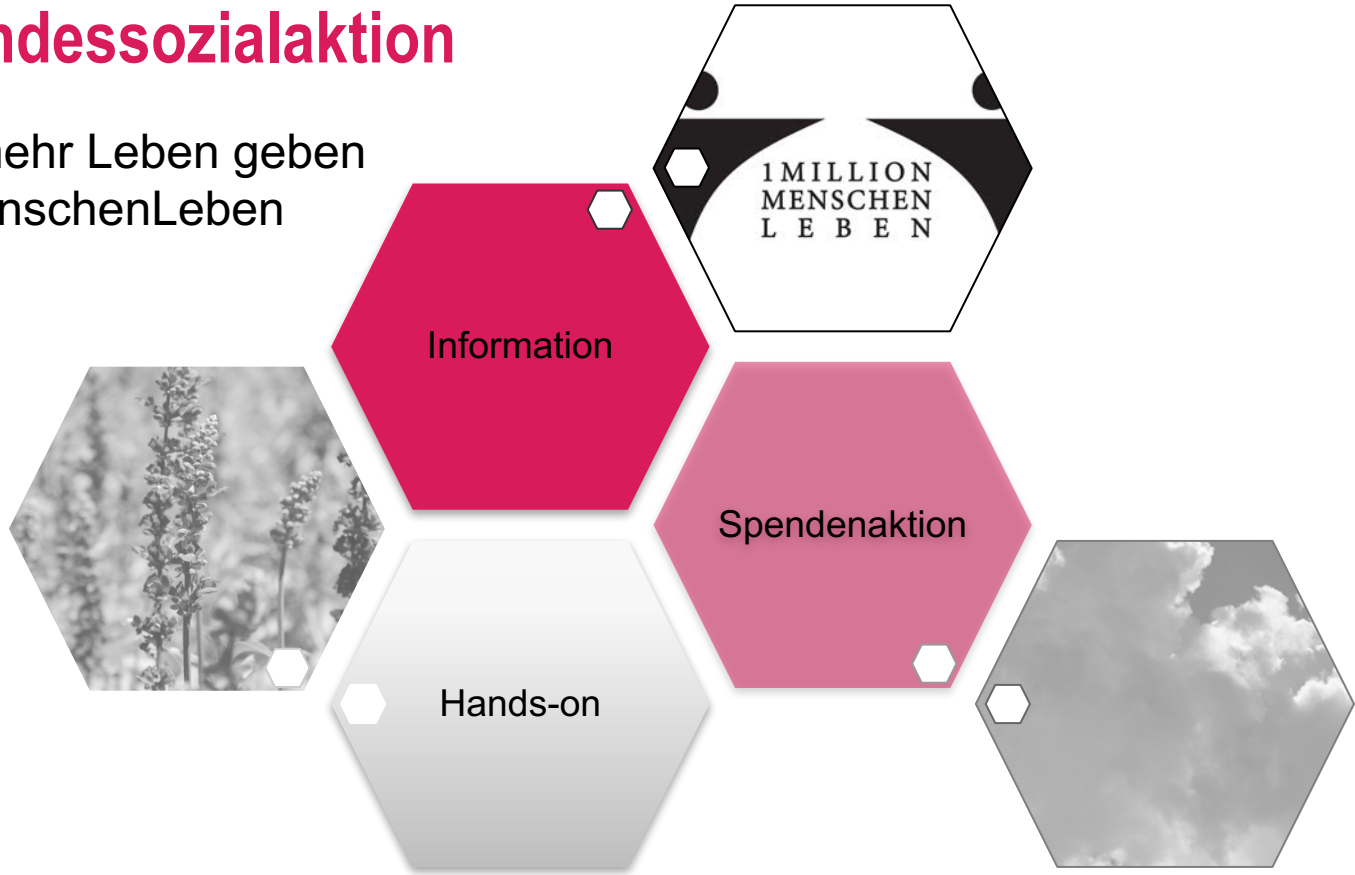 ndessozialaktion
ehr Leben geben
nschenLeben
1MILLION
MENSCHEN
LEBEN
Information
Spendenaktion
Hands-on